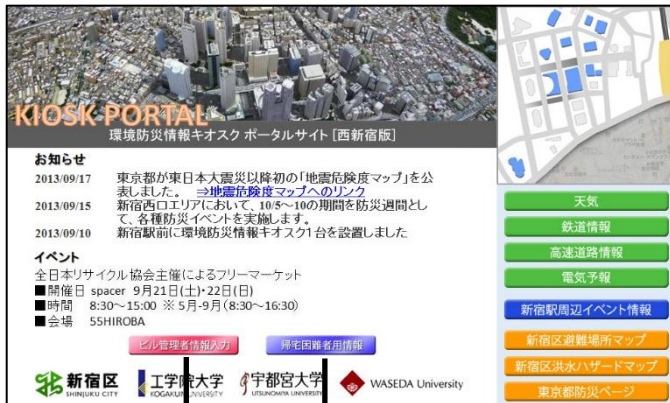 KIOSK PORTAL
環境防災情報キオスク ポータルサイト [西新宿版]
お知らせ
2013/09/17 東京都が東日本大震災以降初の「地震危険度マップ」を公
表しました。 ⇒地震危険度マップへのリンク
2013/09/15 新宿西口エリアにおいて、10/5～10の期間を防災週間とし
て、各種防災イベントを実施します。
2013/09/10 新宿駅前に環境防災情報キオスク1台を設置しました
イベント
全日本リサイクル協会主催によるフリーマーケット
■開催日 spacer 9月21日(土)・22日(日)
■時間 8:30～15:00 ※ 5月-9月(8:30～16:30)
■会場 55HIROBA
ビル管理者情報入力 帰宅困難者用情報
新宿区 SHINJUKU CITY
工学院大学 KOGAKUIN UNIVERSITY
宇都宮大学 UTSUNOMIYA UNIVERSITY
WASEDA University
天気
鉄道情報
高速道路情報
電気予報
新宿駅周辺イベント情報
新宿区避難場所マップ
新宿区洪水ハザードマップ
東京都防災ページ